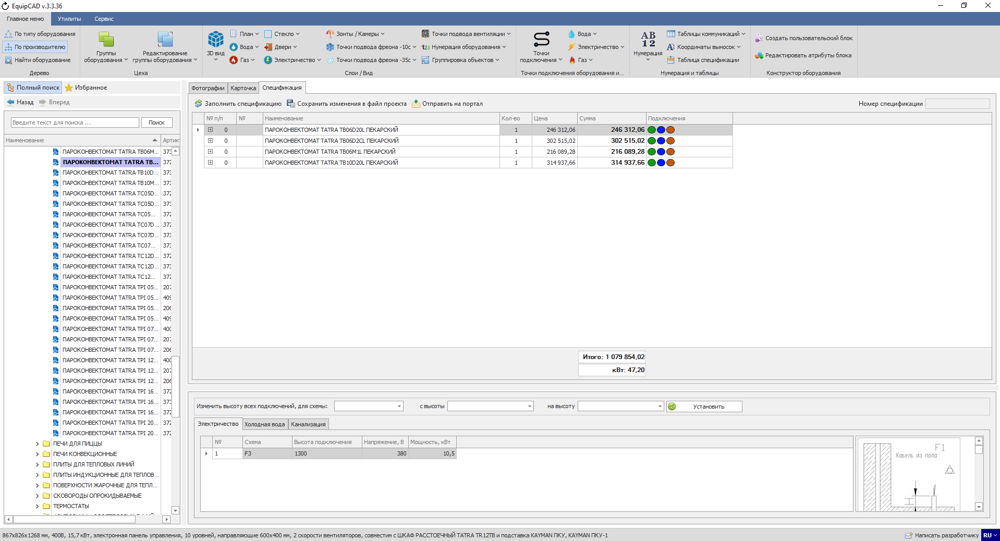 EquipCAD v.3.3.36
Главное меню
Утилиты
Сервис
По типу оборудования
По производителю
Найти оборудование
Дерево
Группы оборудования
Редактирование группы оборудования
Цеха
3D вид
План
Вода
Газ
Стекло
Двери
Электричество
Зонты / Камеры
Точки подвода фреона -10с
Точки подвода фреона -35с
Точки подвода вентиляции
Нумерация оборудования
Группировка объектов
Слои / Вид
Точки подключения
Вода
Электричество
Газ
Точки подключения оборудования и...
AB 12
Нумерация
Таблицы коммуникаций
Координаты выносок
Таблица спецификации
Нумерация и таблицы
Создать пользовательский блок
Редактировать атрибуты блока
Конструктор оборудования
Полный поиск
Избранное
Назад
Вперед
Введите текст для поиска ...
Поиск
Наименование
ПАРОКОНВЕКТОМАТ TATRA TB06M... 373
ПАРОКОНВЕКТОМАТ TATRA TB... 372
ПАРОКОНВЕКТОМАТ TATRA TB10D... 373
ПАРОКОНВЕКТОМАТ TATRA TB10M... 373
ПАРОКОНВЕКТОМАТ TATRA TC05D... 372
ПАРОКОНВЕКТОМАТ TATRA TC05D... 373
ПАРОКОНВЕКТОМАТ TATRA TC05... 372
ПАРОКОНВЕКТОМАТ TATRA TC07D... 372
ПАРОКОНВЕКТОМАТ TATRA TC07D... 373
ПАРОКОНВЕКТОМАТ TATRA TC07... 373
ПАРОКОНВЕКТОМАТ TATRA TC12D... 372
ПАРОКОНВЕКТОМАТ TATRA TC12D... 373
ПАРОКОНВЕКТОМАТ TATRA TC12... 372
ПАРОКОНВЕКТОМАТ TATRA TPI 05... 207
ПАРОКОНВЕКТОМАТ TATRA TPI 05... 409
ПАРОКОНВЕКТОМАТ TATRA TPI 05... 206
ПАРОКОНВЕКТОМАТ TATRA TPI 05... 409
ПАРОКОНВЕКТОМАТ TATRA TPI 07... 400
ПАРОКОНВЕКТОМАТ TATRA TPI 07... 207
ПАРОКОНВЕКТОМАТ TATRA TPI 07... 206
ПАРОКОНВЕКТОМАТ TATRA TPI 12... 400
ПАРОКОНВЕКТОМАТ TATRA TPI 12... 207
ПАРОКОНВЕКТОМАТ TATRA TPI 12... 206
ПАРОКОНВЕКТОМАТ TATRA TPI 16... 372
ПАРОКОНВЕКТОМАТ TATRA TPI 16... 373
ПАРОКОНВЕКТОМАТ TATRA TPI 16... 372
ПАРОКОНВЕКТОМАТ TATRA TPI 20... 372
ПАРОКОНВЕКТОМАТ TATRA TPI 20... 372
ПЕЧИ ДЛЯ ПИЦЦЫ
ПЕЧИ КОНВЕКЦИОННЫЕ
ПЛИТЫ ДЛЯ ТЕПЛОВЫХ ЛИНИЙ
ПЛИТЫ ИНДУКЦИОННЫЕ ДЛЯ ТЕПЛОВ...
ПОВЕРХНОСТИ ЖАРОЧНЫЕ ДЛЯ ТЕПЛ...
СКОВОРОДЫ ОПРОКИДЫВАЕМЫЕ
ТЕРМОСТАТЫ
Фотографии
Карточка
Спецификация
Заполнить спецификацию
Сохранить изменения в файл проекта
Отправить на портал
Номер спецификации
№ п/п № Наименование Кол-во Цена Сумма Подключения
0 ПАРОКОНВЕКТОМАТ TATRA TB06D20L ПЕКАРСКИЙ 1 246 312,06 246 312,06
0 ПАРОКОНВЕКТОМАТ TATRA TB06D2CL ПЕКАРСКИЙ 1 302 515,02 302 515,02
0 ПАРОКОНВЕКТОМАТ TATRA TB06M1L ПЕКАРСКИЙ 1 216 089,28 216 089,28
0 ПАРОКОНВЕКТОМАТ TATRA TB10D20L ПЕКАРСКИЙ 1 314 937,66 314 937,66
Итого: 1 079 854,02
кВт: 47,20
Изменить высоту всех подключений, для схемы:
с высоты
на высоту
Установить
Электричество
Холодная вода
Канализация
№ Схема Высота подключения Напряжение, В Мощность, кВт
1 F3 1300 380 10,5
F1
Кабель из пола
H
867x826x1268 мм, 400В, 15,7 кВт, электронная панель управления, 10 уровней, направляющие 600x400 мм, 2 скорости вентиляторов, совместим с ШКАФ РАССТОЕЧНЫЙ TATRA TR12TB и подставка KAYMAN ПКУ, KAYMAN ПКУ-1
Написать разработчику
RU